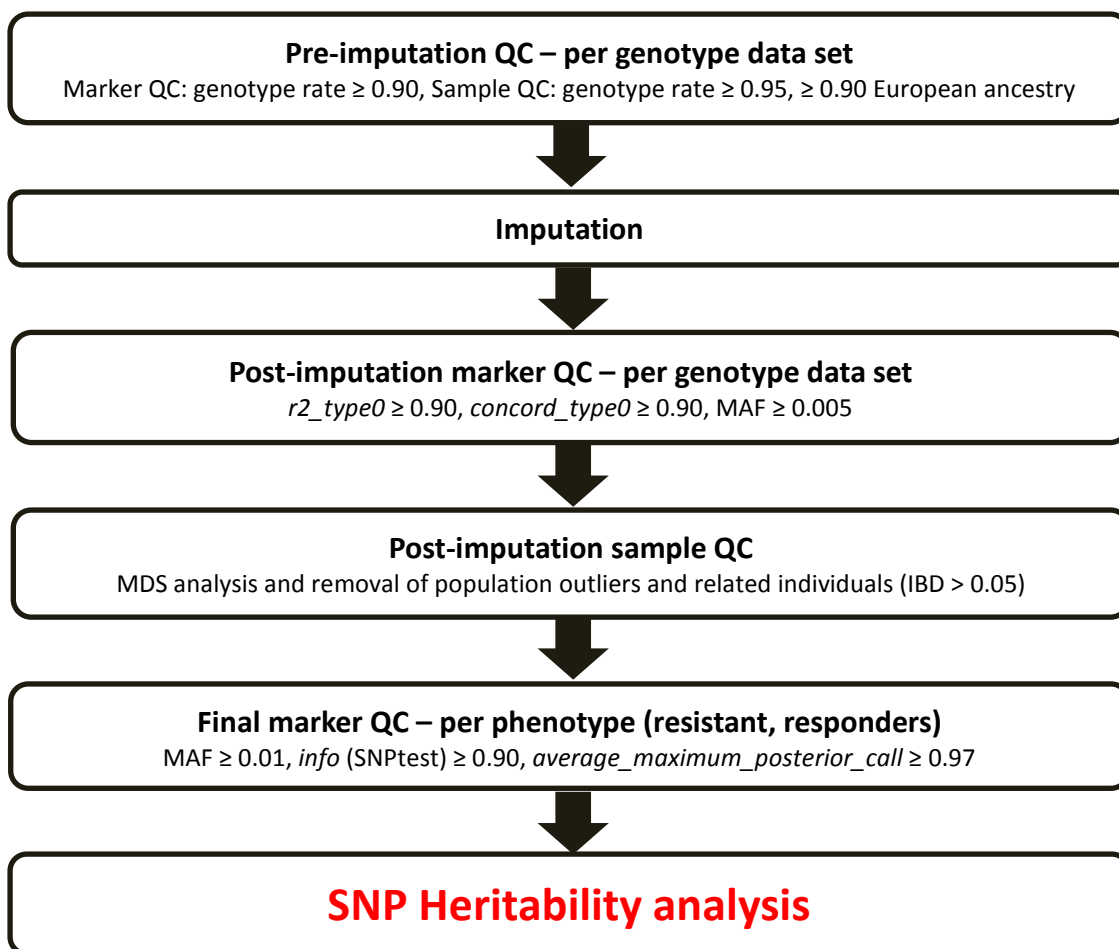 Pre-imputation QC – per genotype data set
Marker QC: genotype rate ≥ 0.90, Sample QC: genotype rate ≥ 0.95, ≥ 0.90 European ancestry
Imputation
Post-imputation marker QC – per genotype data set
r2_type0 ≥ 0.90, concord_type0 ≥ 0.90, MAF ≥ 0.005
Post-imputation sample QC
MDS analysis and removal of population outliers and related individuals (IBD > 0.05)
Final marker QC – per phenotype (resistant, responders)
MAF ≥ 0.01, info (SNPtest) ≥ 0.90, average_maximum_posterior_call ≥ 0.97
SNP Heritability analysis